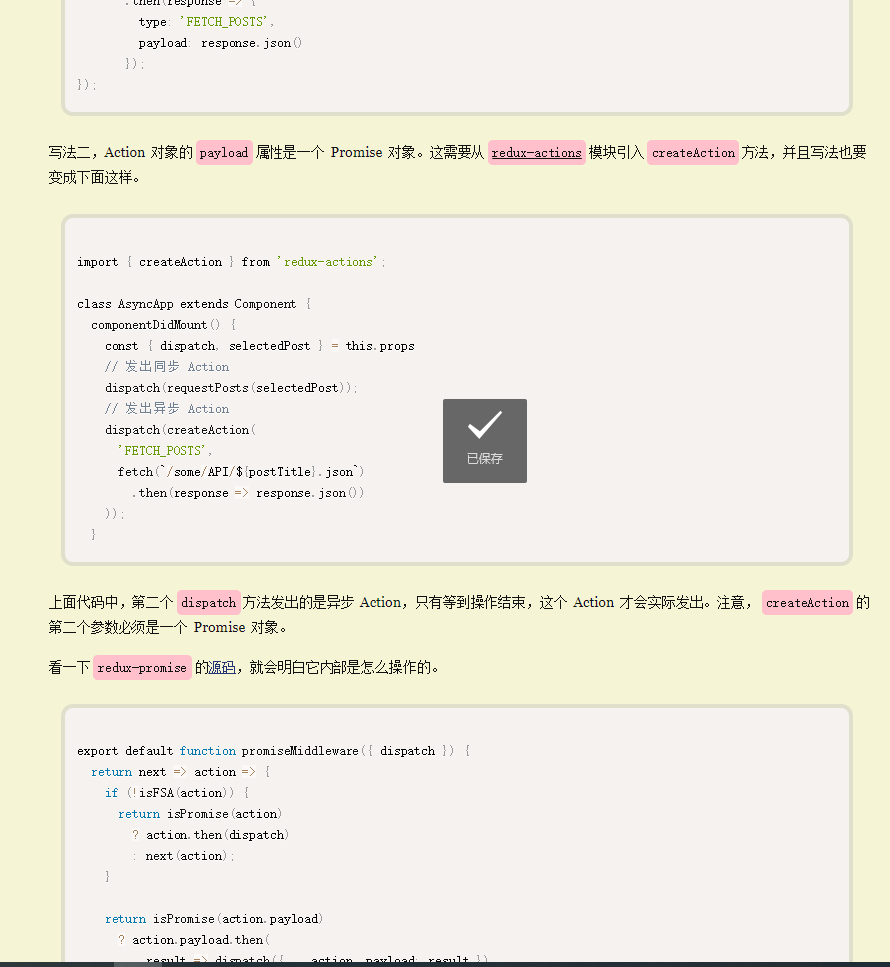 .then(response => {
type: 'FETCH_POSTS',
payload: response.json()
});
});
写法二，Action 对象的 payload 属性是一个 Promise 对象。这需要从 redux-actions 模块引入 createAction 方法，并且写法也要
变成下面这样。
import { createAction } from 'redux-actions';
class AsyncApp extends Component {
componentDidMount() {
const { dispatch, selectedPost } = this.props
// 发出同步 Action
dispatch(requestPosts(selectedPost));
// 发出异步 Action
dispatch(createAction(
'FETCH_POSTS',
fetch(`/some/API/${postTitle}.json`)
.then(response => response.json())
));
}
已保存
上面代码中，第二个 dispatch 方法发出的是异步 Action，只有等到操作结束，这个 Action 才会实际发出。注意， createAction 的
第二个参数必须是一个 Promise 对象。
看一下 redux-promise 的源码，就会明白它内部是怎么操作的。
export default function promiseMiddleware({ dispatch }) {
return next => action => {
if (!isFSA(action)) {
return isPromise(action)
? action.then(dispatch)
: next(action);
}
return isPromise(action.payload)
? action.payload.then(
result => dispatch({ ...action, payload: result })